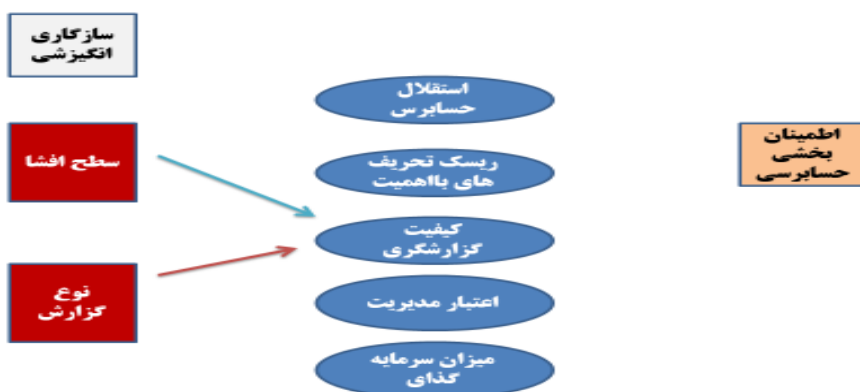 سازگاری
انگیزشی
استقلال
حسابرس
سطح افشا
ریسک تحریف
های بااهمیت
اطمینان
بخشی
حسابرسی
کیفیت
گزارشگری
نوع
گزارش
اعتبار مدیریت
میزان سرمایه
گذای